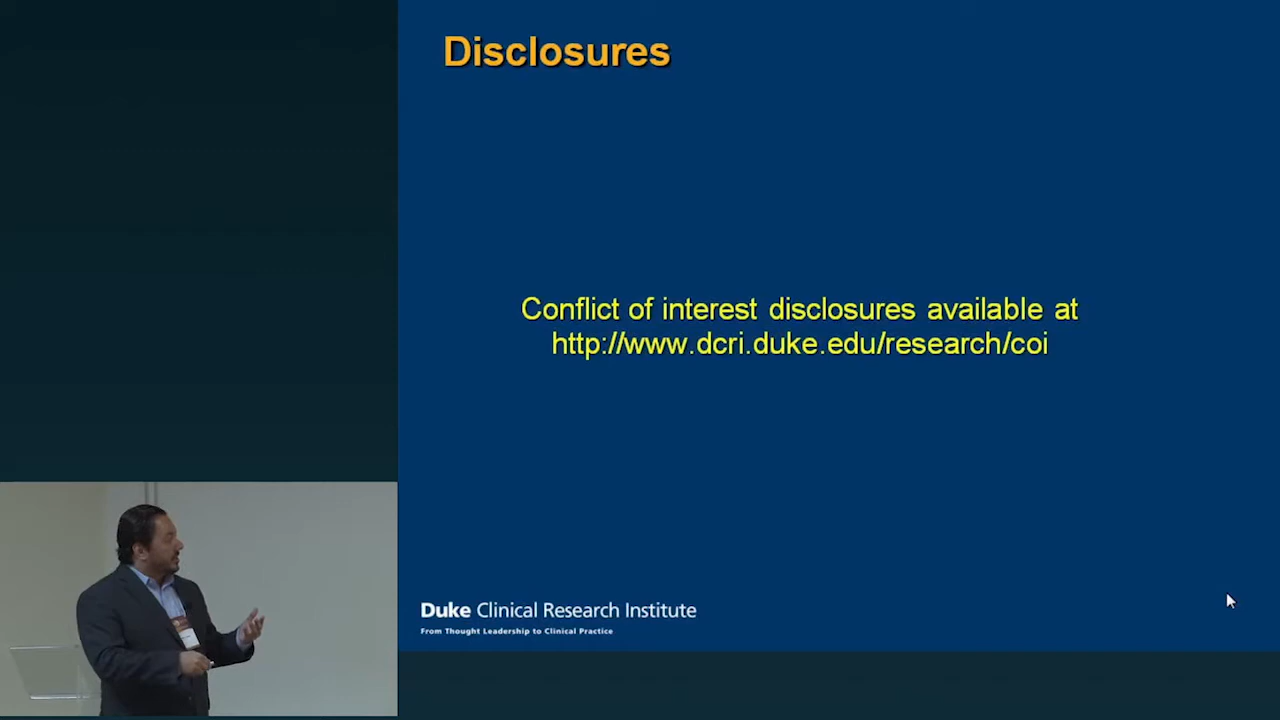 Disclosures
Conflict of interest disclosures available at
http://www.dcri.duke.edu/research/coi
Duke Clinical Research Institute
From Thought Leadership to Clinical Practice